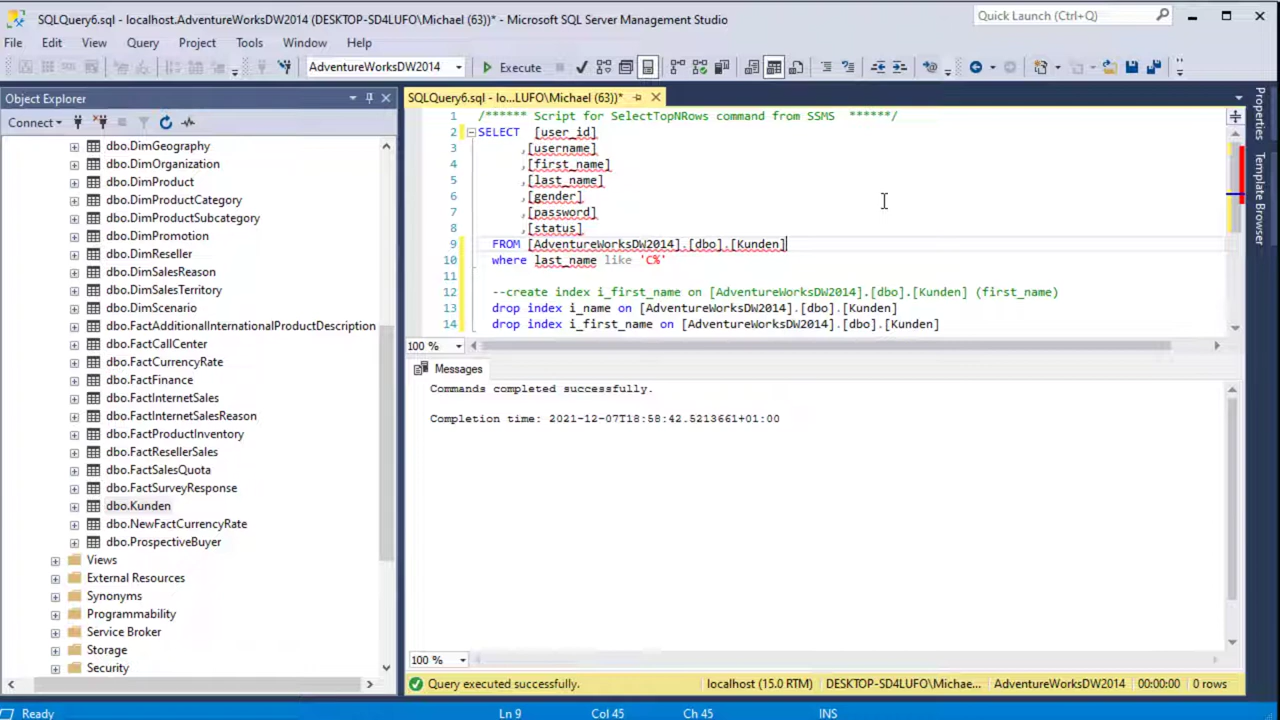 SQLQuery6.sql - localhost.AdventureWorksDW2014 (DESKTOP-SD4LUFO\Michael (63))* - Microsoft SQL Server Management Studio
Quick Launch (Ctrl+Q)
File Edit View Query Project Tools Window Help
AdventureWorksDW2014
Execute
Object Explorer
Connect
dbo.DimGeography
dbo.DimOrganization
dbo.DimProduct
dbo.DimProductCategory
dbo.DimProductSubcategory
dbo.DimPromotion
dbo.DimReseller
dbo.DimSalesReason
dbo.DimSalesTerritory
dbo.DimScenario
dbo.FactAdditionalInternationalProductDescription
dbo.FactCallCenter
dbo.FactCurrencyRate
dbo.FactFinance
dbo.FactInternetSales
dbo.FactInternetSalesReason
dbo.FactProductInventory
dbo.FactResellerSales
dbo.FactSalesQuota
dbo.FactSurveyResponse
dbo.Kunden
dbo.NewFactCurrencyRate
dbo.ProspectiveBuyer
Views
External Resources
Synonyms
Programmability
Service Broker
Storage
Security
SQLQuery6.sql - lo...LUFO\Michael (63))*
1 /****** Script for SelectTopNRows command from SSMS  ******/
2 SELECT  [user_id]
3 ,[username]
4 ,[first_name]
5 ,[last_name]
6 ,[gender]
7 ,[password]
8 ,[status]
9 FROM [AdventureWorksDW2014].[dbo].[Kunden]
10 where last_name like 'C%'
11
12 --create index i_first_name on [AdventureWorksDW2014].[dbo].[Kunden] (first_name)
13 drop index i_name on [AdventureWorksDW2014].[dbo].[Kunden]
14 drop index i_first_name on [AdventureWorksDW2014].[dbo].[Kunden]
100 %
Messages
Commands completed successfully.
Completion time: 2021-12-07T18:58:42.5213661+01:00
100 %
Query executed successfully.
localhost (15.0 RTM)
DESKTOP-SD4LUFO\Michae...
AdventureWorksDW2014
00:00:00
0 rows
Properties
Template Browser
Ready
Ln 9
Col 45
Ch 45
INS